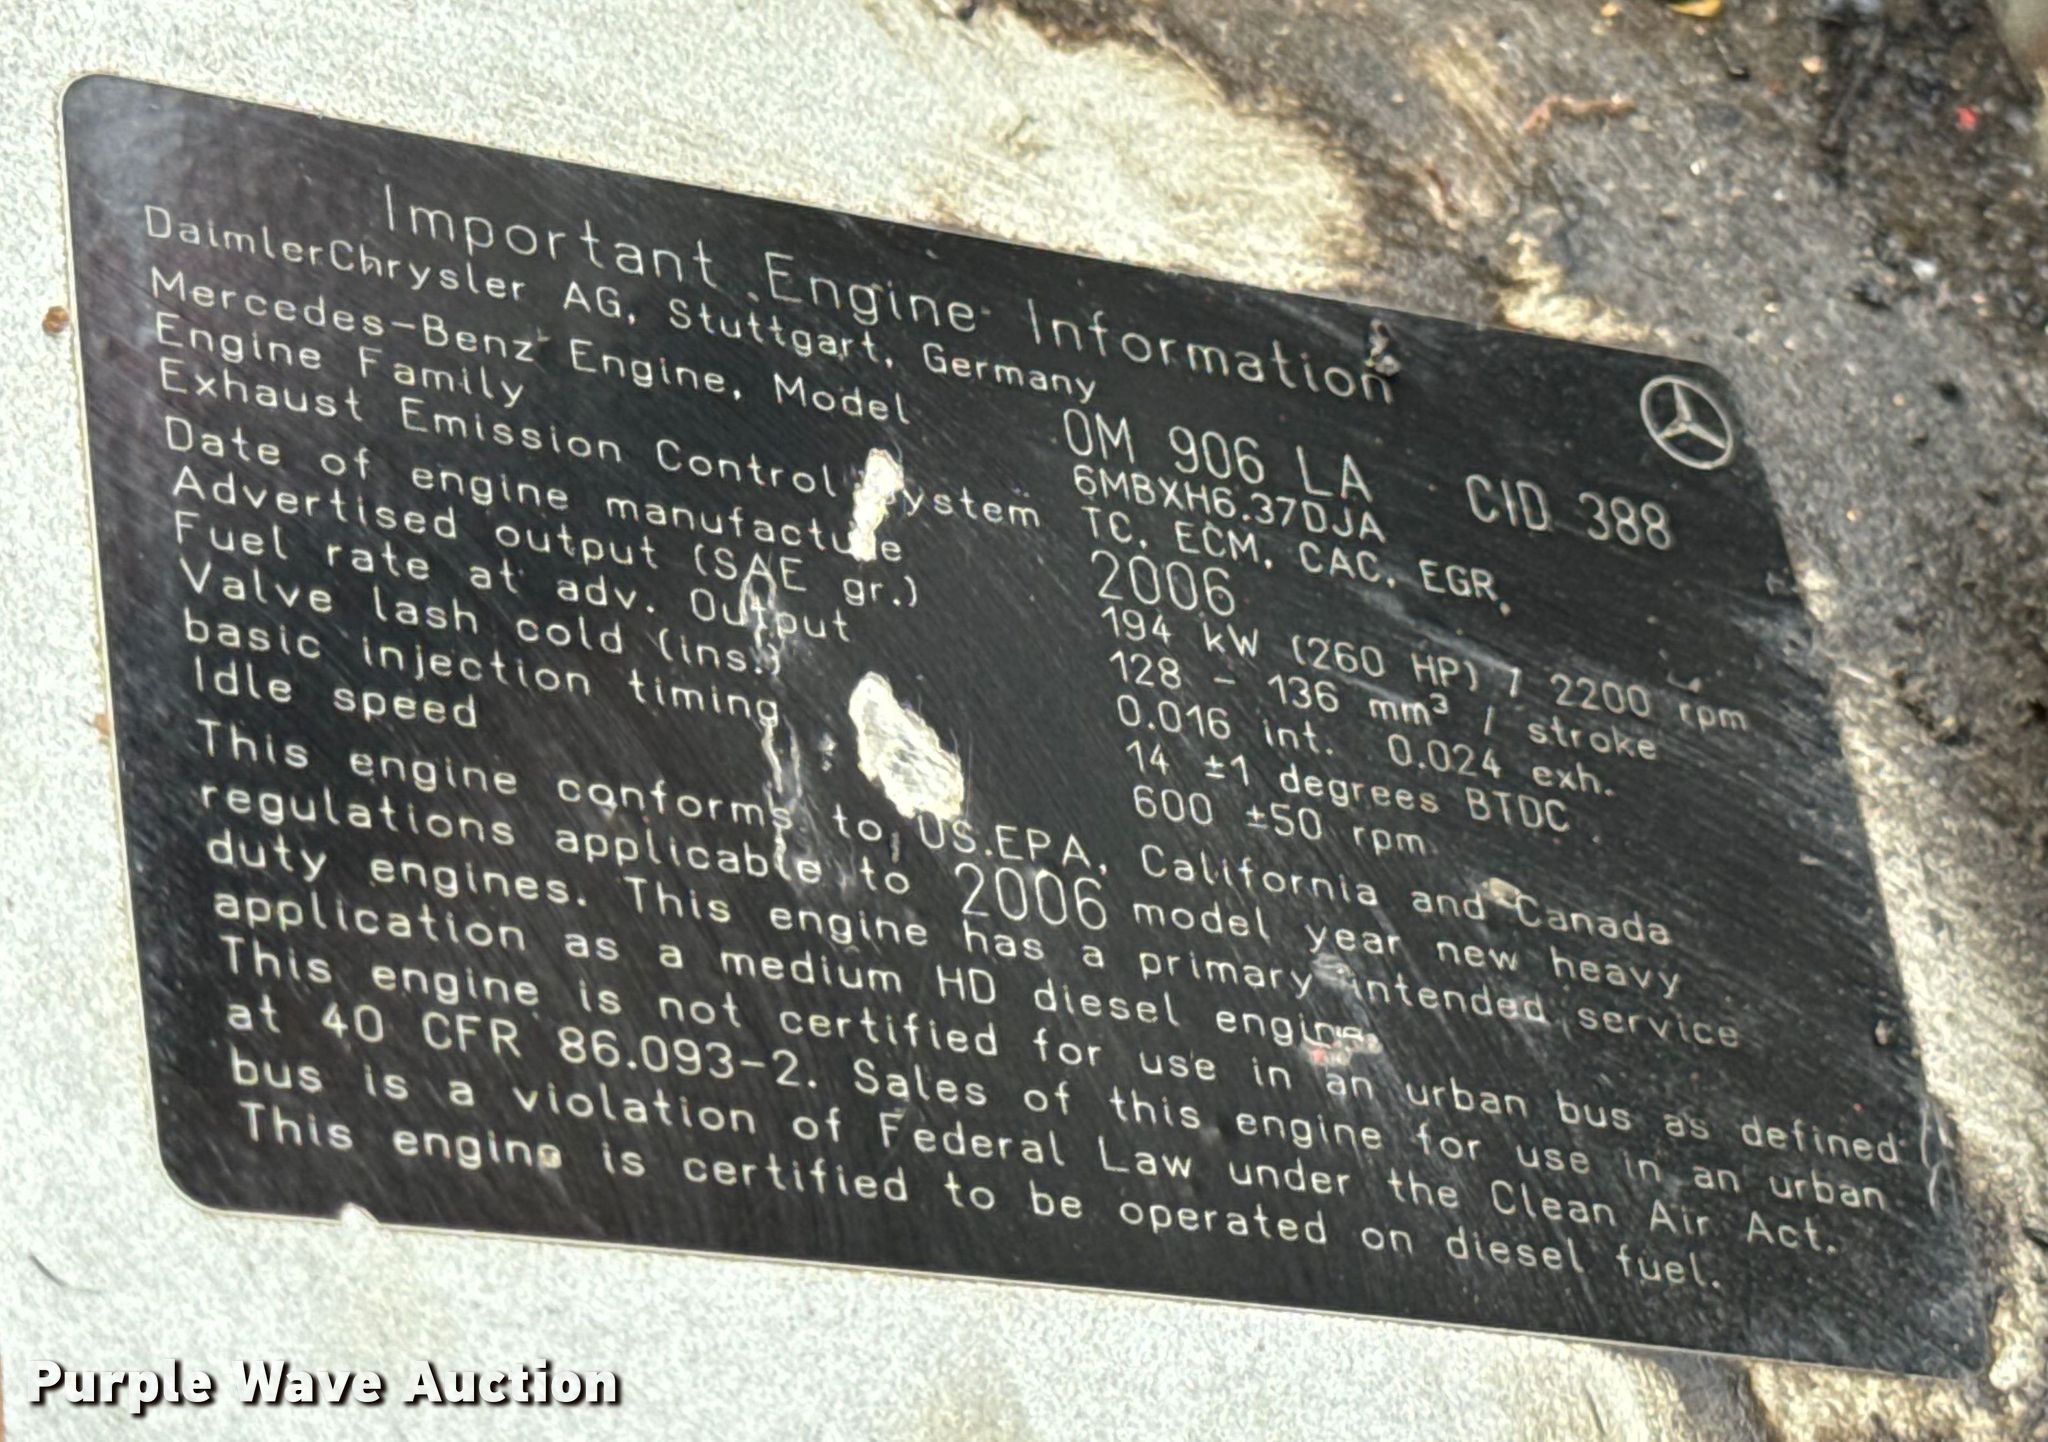 Important Engine Information
DaimlerChrysler AG, Stuttgart, Germany
Mercedes-Benz Engine, Model OM 906 LA CID 388
Engine Family 6MBXH6.37DJA
Exhaust Emission Control ystem TC, ECM, CAC, EGR,
Date of engine manufacture 2006
Advertised output (SAE gr.) 194 kW (260 HP) / 2200 rpm
Fuel rate at adv. Output 128 - 136 mm³ / stroke
Valve lash cold (ins.) 0.016 int. 0.024 exh.
basic injection timing 14 ±1 degrees BTDC
Idle speed 600 ±50 rpm
This engine conforms to US.EPA, California and Canada
regulations applicable to 2006 model year new heavy
duty engines. This engine has a primary intended service
application as a medium HD diesel engine.
This engine is not certified for use in an urban bus as defined
at 40 CFR 86.093-2. Sales of this engine for use in an urban
bus is a violation of Federal Law under the Clean Air Act.
This engine is certified to be operated on diesel fuel.
Purple Wave Auction